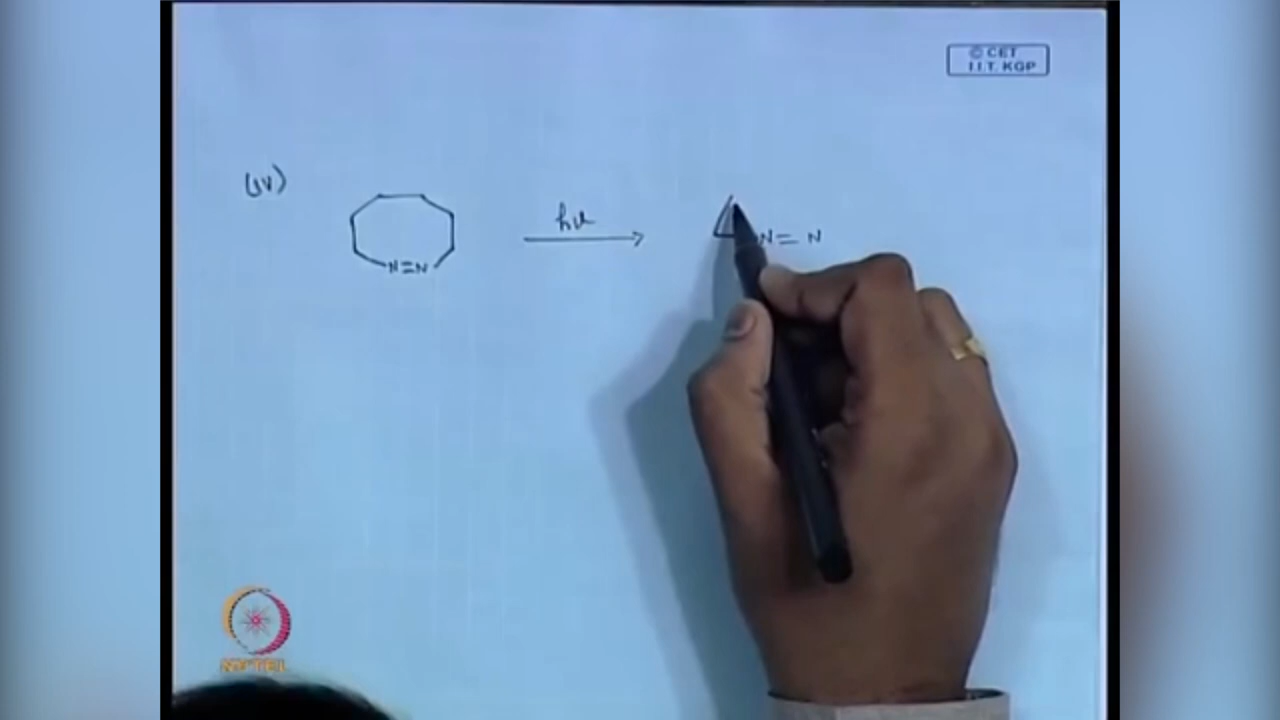 © CET
I.I.T. KGP
(iv)
hν
N = N
N=N
NPTEL